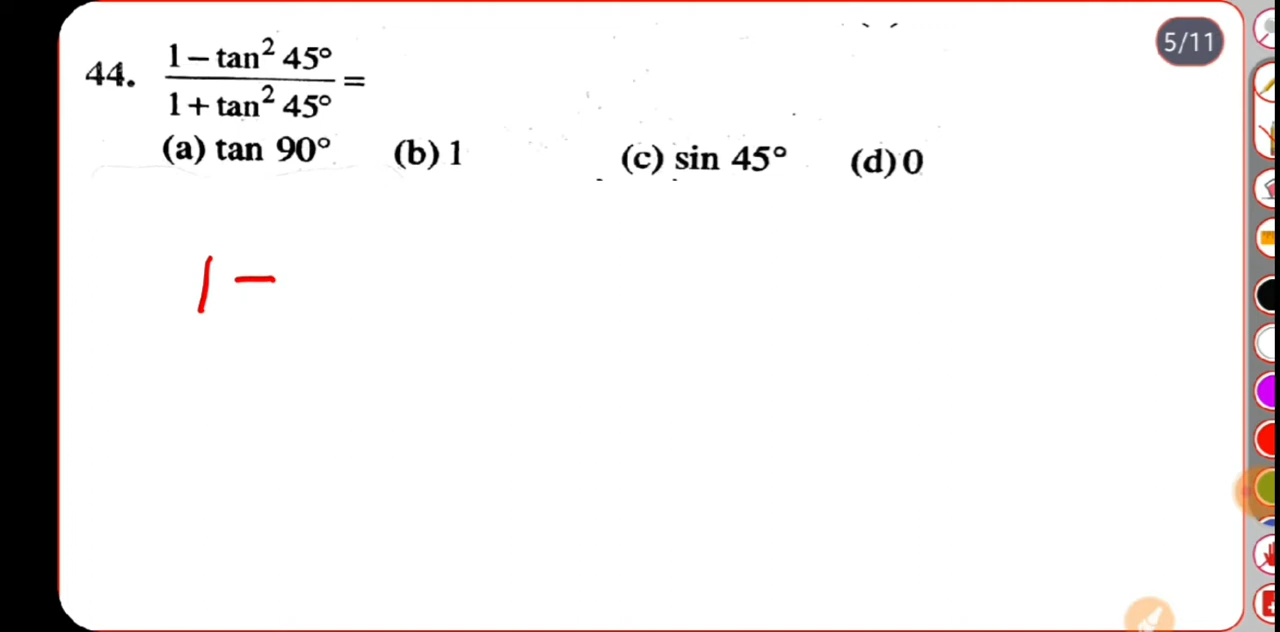 5/11
44. (1 – tan² 45°)/(1 + tan² 45°) =
(a) tan 90° (b) 1 (c) sin 45° (d) 0
1 –